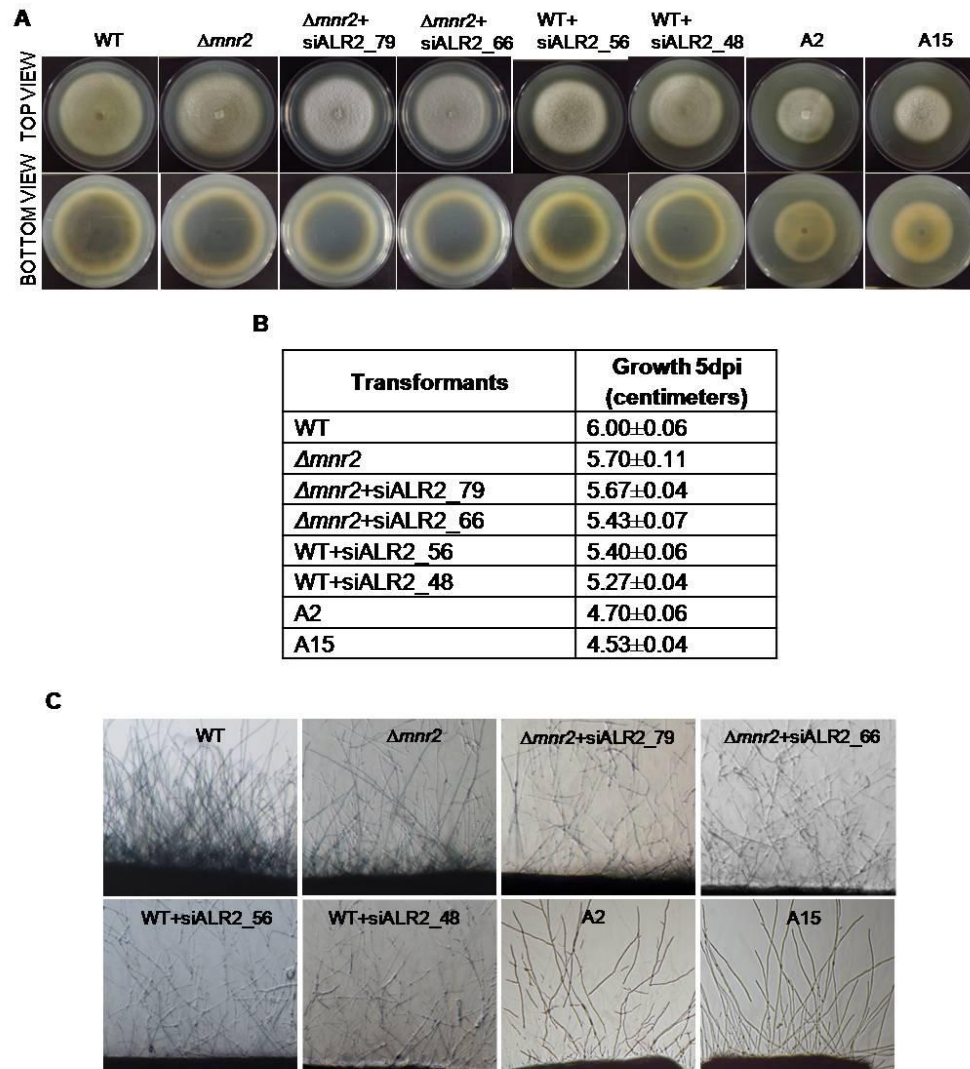 A
WT
Δmnr2
Δmnr2+
siALR2_79
Δmnr2+
siALR2_66
WT+
siALR2_56
WT+
siALR2_48
A2
A15
TOP VIEW
BOTTOM VIEW
B
Transformants
Growth 5dpi
(centimeters)
WT 6.00±0.06
Δmnr2 5.70±0.11
Δmnr2+siALR2_79 5.67±0.04
Δmnr2+siALR2_66 5.43±0.07
WT+siALR2_56 5.40±0.06
WT+siALR2_48 5.27±0.04
A2 4.70±0.06
A15 4.53±0.04
C
WT
Δmnr2
Δmnr2+siALR2_79
Δmnr2+siALR2_66
WT+siALR2_56
WT+siALR2_48
A2
A15